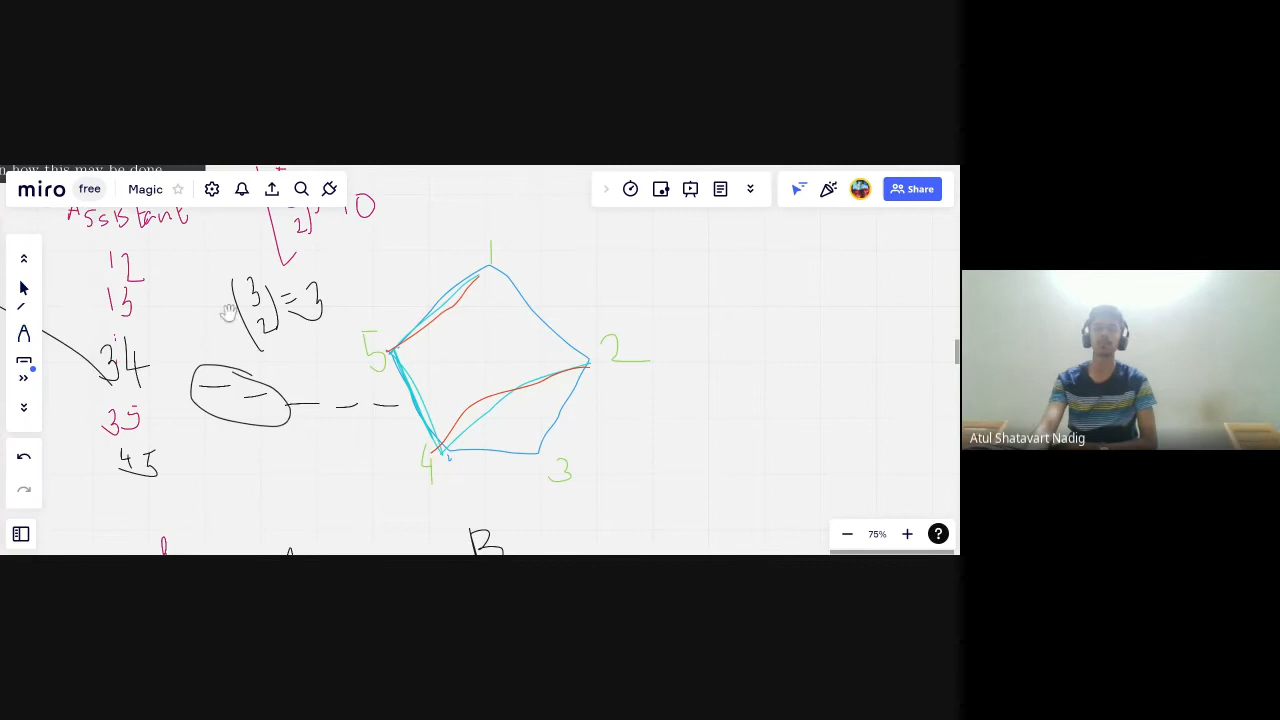 n how this may be done
miro free Magic
Share
Assistant
(  2) = 10
12
13
(3 2) = 3
34
35
45
1
2
3
4
5
B
75%
Atul Shatavart Nadig